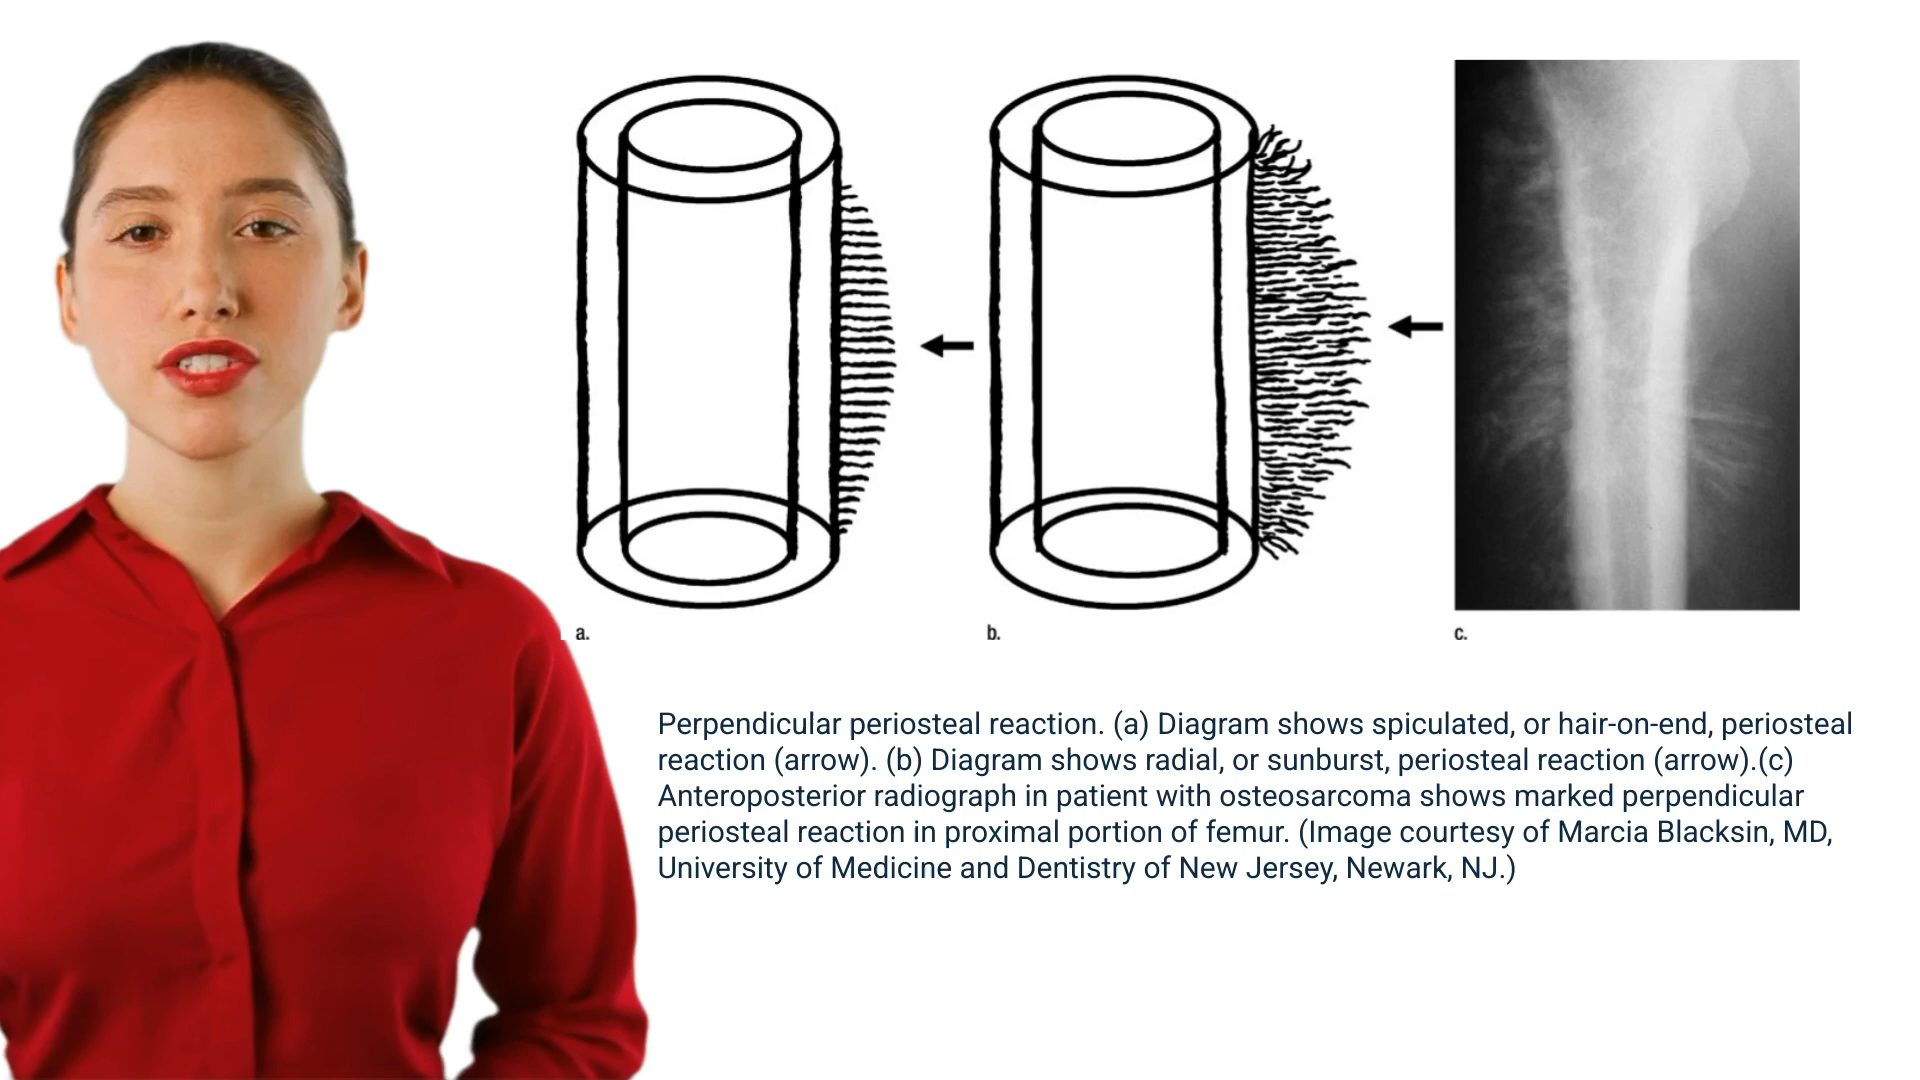 a.
b.
c.
Perpendicular periosteal reaction. (a) Diagram shows spiculated, or hair-on-end, periosteal
reaction (arrow). (b) Diagram shows radial, or sunburst, periosteal reaction (arrow).(c)
Anteroposterior radiograph in patient with osteosarcoma shows marked perpendicular
periosteal reaction in proximal portion of femur. (Image courtesy of Marcia Blacksin, MD,
University of Medicine and Dentistry of New Jersey, Newark, NJ.)